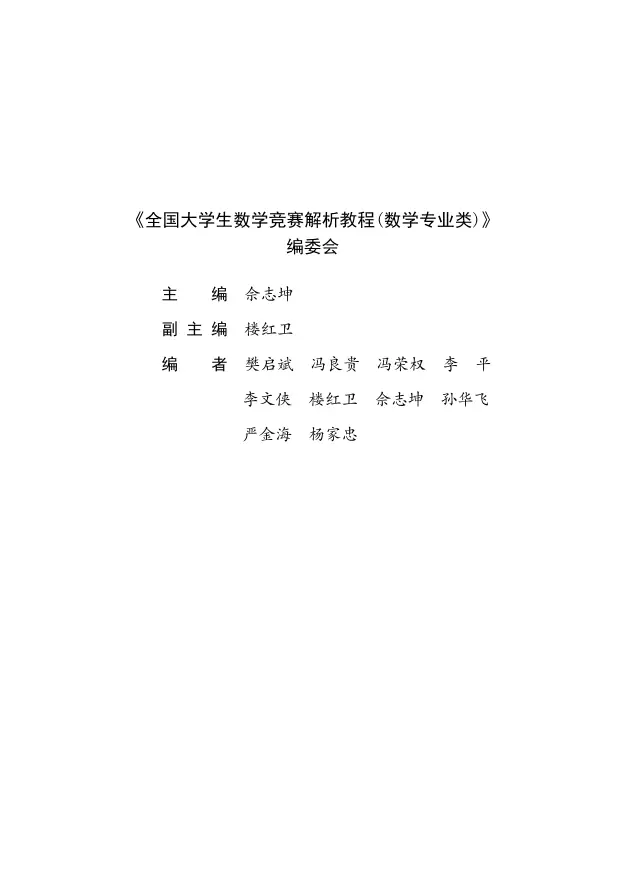 《全国大学生数学竞赛解析教程(数学专业类)》
编委会
主 编 佘志坤
副主编 楼红卫
编 者 樊启斌 冯良贵 冯荣权 李 平
李文侠 楼红卫 佘志坤 孙华飞
严金海 杨家忠